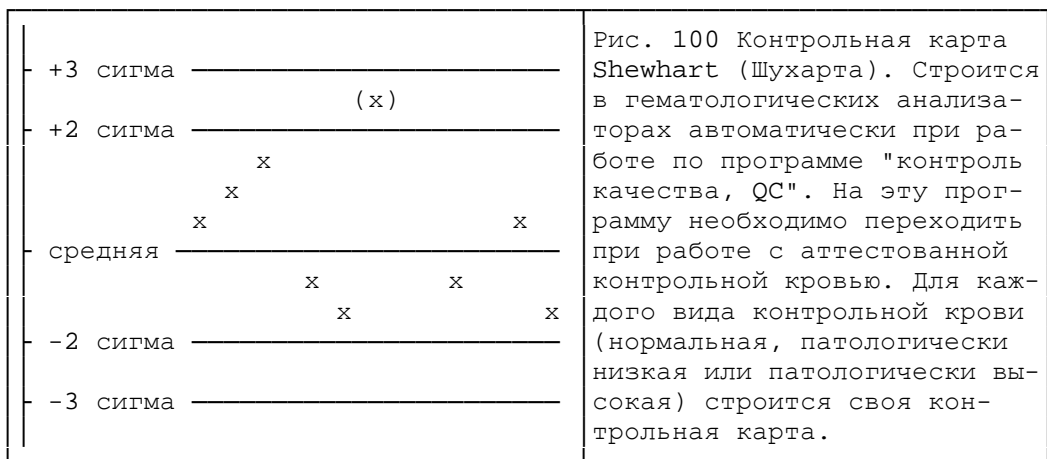 +3 сигма
(x)
+2 сигма
x
x
x x
средняя
x x
x x
-2 сигма
-3 сигма
Рис. 100 Контрольная карта
Shewhart (Шухарта). Строится
в гематологических анализа-
торах автоматически при ра-
боте по программе "контроль
качества, QC". На эту прог-
рамму необходимо переходить
при работе с аттестованной
контрольной кровью. Для каж-
дого вида контрольной крови
(нормальная, патологически
низкая или патологически вы-
сокая) строится своя кон-
трольная карта.